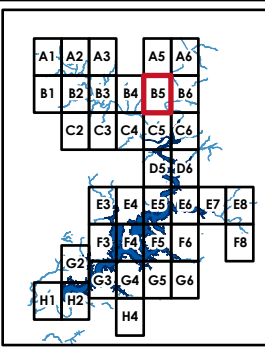 A1 A2 A3 A5 A6
B1 B2 B3 B4 B5 B6
C2 C3 C4 C5 C6
D5 D6
E3 E4 E5 E6 E7 E8
F3 F4 F5 F6 F8
G2
G3 G4 G5 G6
H1 H2
H4